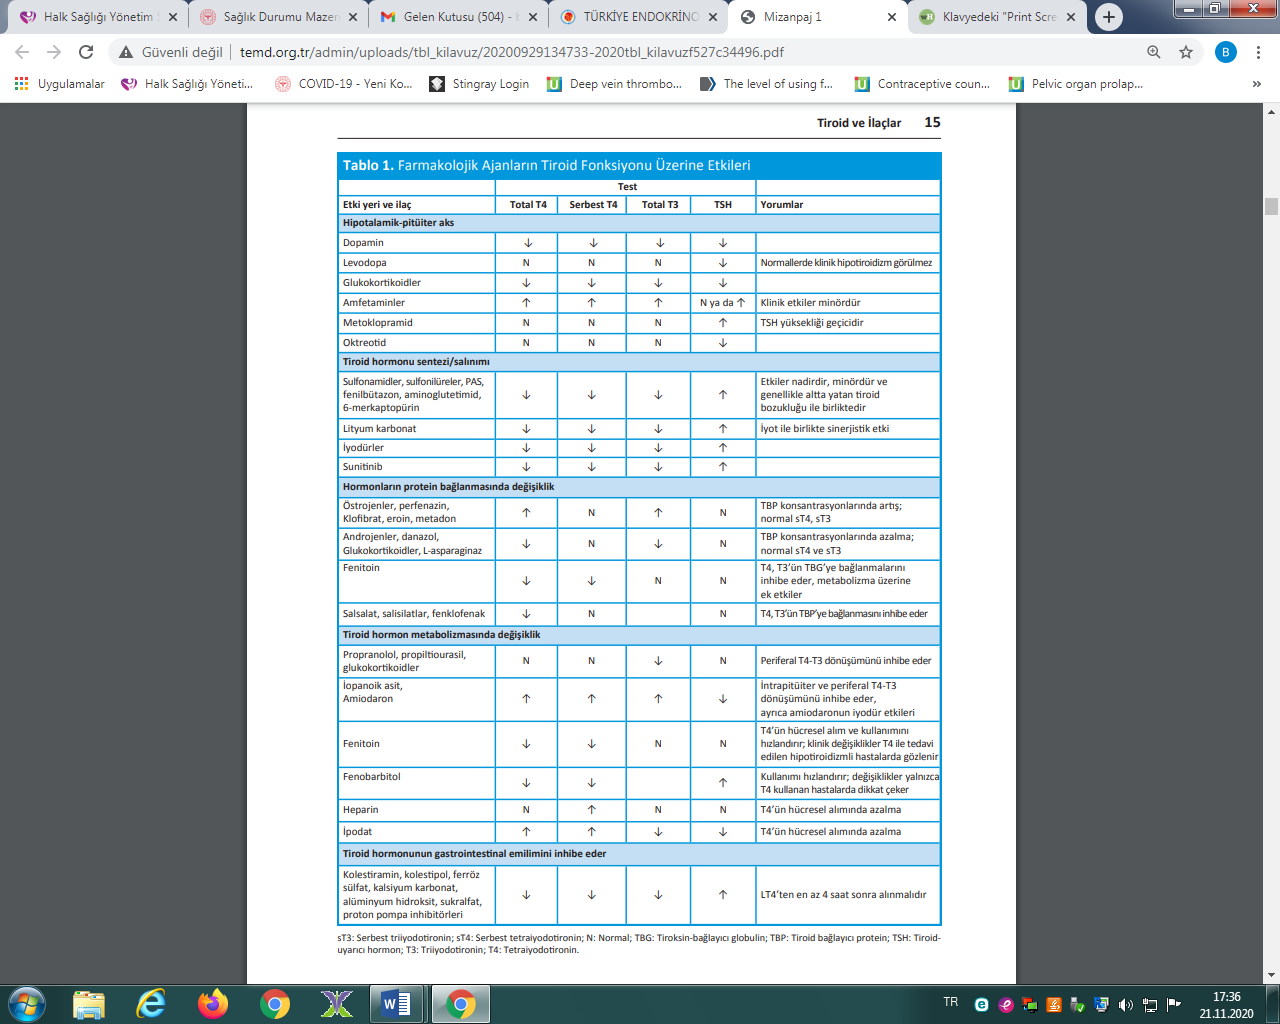 Halk Sağlığı Yönetim S
Sağlık Durumu Mazere
Gelen Kutusu (504) - b
TÜRKİYE ENDOKRİNO
Mizanpaj 1
Klavyedeki "Print Scre
Güvenli değil
temd.org.tr/admin/uploads/tbl_kilavuz/20200929134733-2020tbl_kilavuzf527c34496.pdf
B
Uygulamalar
Halk Sağlığı Yöneti...
COVID-19 - Yeni Ko...
Stingray Login
Deep vein thrombo...
The level of using f...
Contraceptive coun...
Pelvic organ prolap...
»
Tiroid ve İlaçlar 15
Tablo 1. Farmakolojik Ajanların Tiroid Fonksiyonu Üzerine Etkileri
Test
Etki yeri ve ilaç Total T4 Serbest T4 Total T3 TSH Yorumlar
Hipotalamik-pitüiter aks
Dopamin ↓ ↓ ↓ ↓
Levodopa N N N ↓ Normallerde klinik hipotiroidizm görülmez
Glukokortikoidler ↓ ↓ ↓ ↓
Amfetaminler ↑ ↑ ↑ N ya da ↑ Klinik etkiler minördür
Metoklopramid N N N ↑ TSH yüksekliği geçicidir
Oktreotid N N N ↓
Tiroid hormonu sentezi/salınımı
Sulfonamidler, sulfonilüreler, PAS,
fenilbütazon, aminoglutetimid,
6-merkaptopürin
↓ ↓ ↓ ↑
Etkiler nadirdir, minördür ve
genellikle altta yatan tiroid
bozukluğu ile birliktedir
Lityum karbonat ↓ ↓ ↓ ↑ İyot ile birlikte sinerjistik etki
İyodürler ↓ ↓ ↓ ↑
Sunitinib ↓ ↓ ↓ ↑
Hormonların protein bağlanmasında değişiklik
Östrojenler, perfenazin,
Klofibrat, eroin, metadon
↑ N ↑ N
TBP konsantrasyonlarında artış;
normal sT4, sT3
Androjenler, danazol,
Glukokortikoidler, L-asparaginaz
↓ N ↓ N
TBP konsantrasyonlarında azalma;
normal sT4 ve sT3
Fenitoin
↓ ↓ N N
T4, T3'ün TBG'ye bağlanmalarını
inhibe eder, metabolizma üzerine
ek etkiler
Salsalat, salisilatlar, fenklofenak ↓ N N T4, T3'ün TBP'ye bağlanmasını inhibe eder
Tiroid hormon metabolizmasında değişiklik
Propranolol, propiltiourasil,
glukokortikoidler
N N ↓ N
Periferal T4-T3 dönüşümünü inhibe eder
İopanoik asit,
Amiodaron
↑ ↑ ↑ ↓
İntrapitüiter ve periferal T4-T3
dönüşümünü inhibe eder,
ayrıca amiodaronun iyodür etkileri
Fenitoin
↓ ↓ N N
T4'ün hücresel alım ve kullanımını
hızlandırır; klinik değişiklikler T4 ile tedavi
edilen hipotiroidizmli hastalarda gözlenir
Fenobarbitol
↓ ↓ ↑
Kullanımı hızlandırır; değişiklikler yalnızca
T4 kullanan hastalarda dikkat çeker
Heparin N ↑ N N T4'ün hücresel alımında azalma
İpodat ↑ ↑ ↓ ↓ T4'ün hücresel alımında azalma
Tiroid hormonunun gastrointestinal emilimini inhibe eder
Kolestiramin, kolestipol, ferröz
sülfat, kalsiyum karbonat,
alüminyum hidroksit, sukralfat,
proton pompa inhibitörleri
↓ ↓ ↓ ↑
LT4'ten en az 4 saat sonra alınmalıdır
sT3: Serbest triiyodotironin; sT4: Serbest tetraiyodotironin; N: Normal; TBG: Tiroksin-bağlayıcı globulin; TBP: Tiroid bağlayıcı protein; TSH: Tiroid-
uyarıcı hormon; T3: Triiyodotironin; T4: Tetraiyodotironin.
TR
17:36
21.11.2020